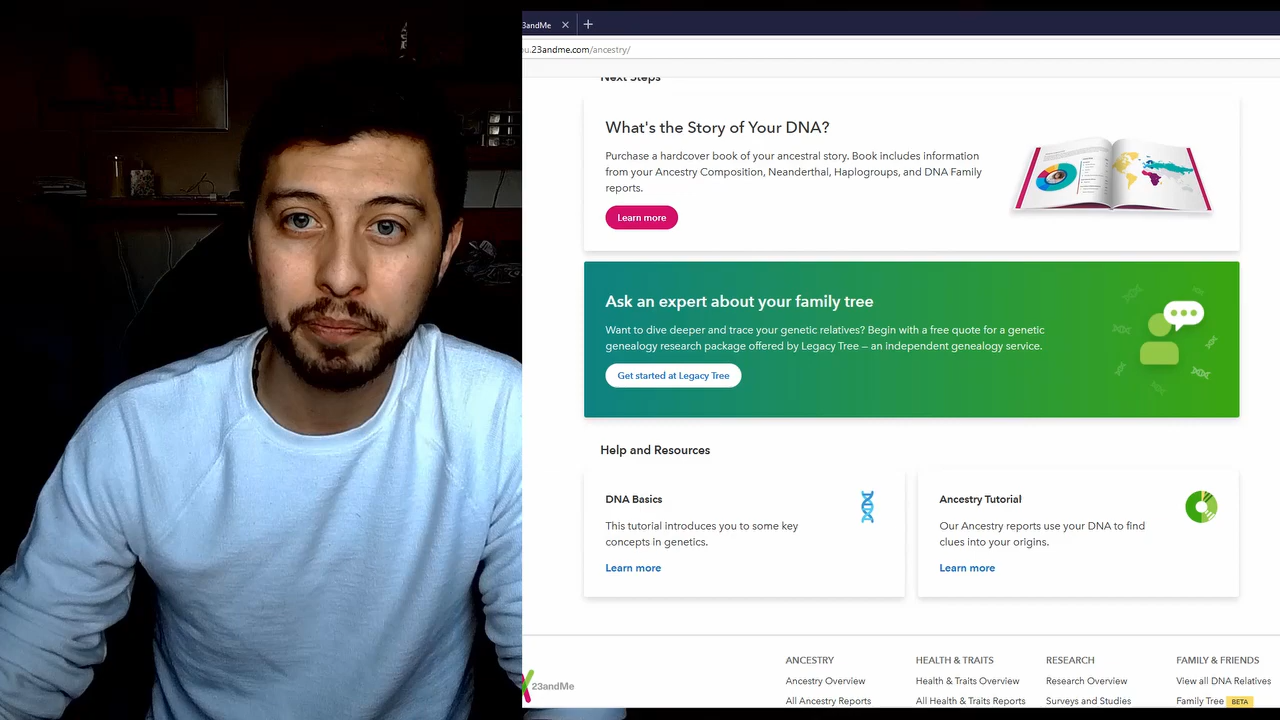 3andMe
u.23andme.com/ancestry/
Next Steps
What's the Story of Your DNA?
Purchase a hardcover book of your ancestral story. Book includes information
from your Ancestry Composition, Neanderthal, Haplogroups, and DNA Family
reports.
Learn more
Ask an expert about your family tree
Want to dive deeper and trace your genetic relatives? Begin with a free quote for a genetic
genealogy research package offered by Legacy Tree – an independent genealogy service.
Get started at Legacy Tree
Help and Resources
DNA Basics
This tutorial introduces you to some key
concepts in genetics.
Learn more
Ancestry Tutorial
Our Ancestry reports use your DNA to find
clues into your origins.
Learn more
23andMe
ANCESTRY
Ancestry Overview
All Ancestry Reports
HEALTH & TRAITS
Health & Traits Overview
All Health & Traits Reports
RESEARCH
Research Overview
Surveys and Studies
FAMILY & FRIENDS
View all DNA Relatives
Family Tree BETA